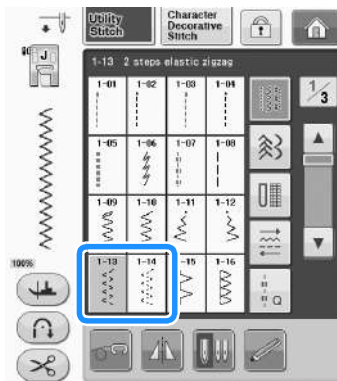 Utility
Stitch
Character
Decorative
Stitch
J
1-13 2 steps elastic zigzag
1-01 1-02 1-03 1-04
1/3
1-05 1-06 1-07 1-08
1-09 1-10 1-11 1-12
100%
1-13 1-14 1-15 1-16
Q